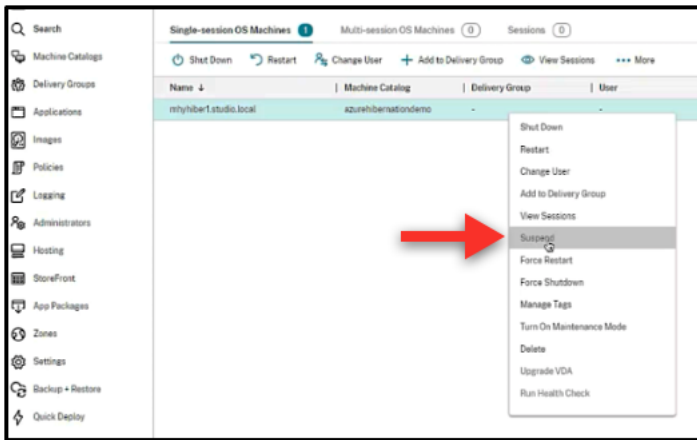 Search
Machine Catalogs
Delivery Groups
Applications
Images
Policies
Logging
Administrators
Hosting
StoreFront
App Packages
Zones
Settings
Backup + Restore
Quick Deploy
Single-session OS Machines 1 Multi-session OS Machines 0 Sessions 0
Shut Down Restart Change User Add to Delivery Group View Sessions More
Name Machine Catalog Delivery Group User
mhyhiber1.studio.local azurehibernationdemo - -
Shut Down
Restart
Change User
Add to Delivery Group
View Sessions
Suspend
Force Restart
Force Shutdown
Manage Tags
Turn On Maintenance Mode
Delete
Upgrade VDA
Run Health Check